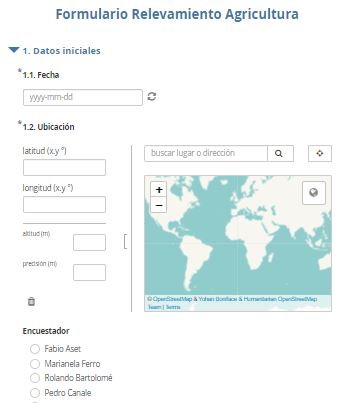 Formulario Relevamiento Agricultura
1. Datos iniciales
* 1.1. Fecha
yyyy-mm-dd
* 1.2. Ubicación
latitud (x.y °)
buscar lugar o dirección
longitud (x.y °)
+
−
altitud (m)
precisión (m)
© OpenStreetMap & Yohan Boniface & Humanitarian OpenStreetMap
Team | Terms
Encuestador
Fabio Aset
Marianela Ferro
Rolando Bartolomé
Pedro Canale